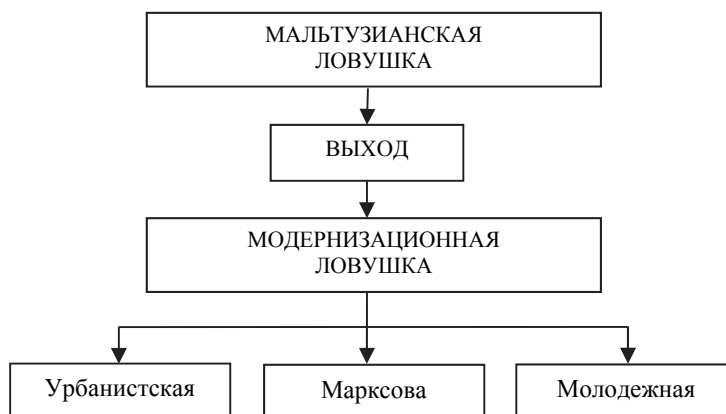 МАЛЬТУЗИАНСКАЯ
ЛОВУШКА
ВЫХОД
МОДЕРНИЗАЦИОННАЯ
ЛОВУШКА
Урбанистская
Марксова
Молодежная